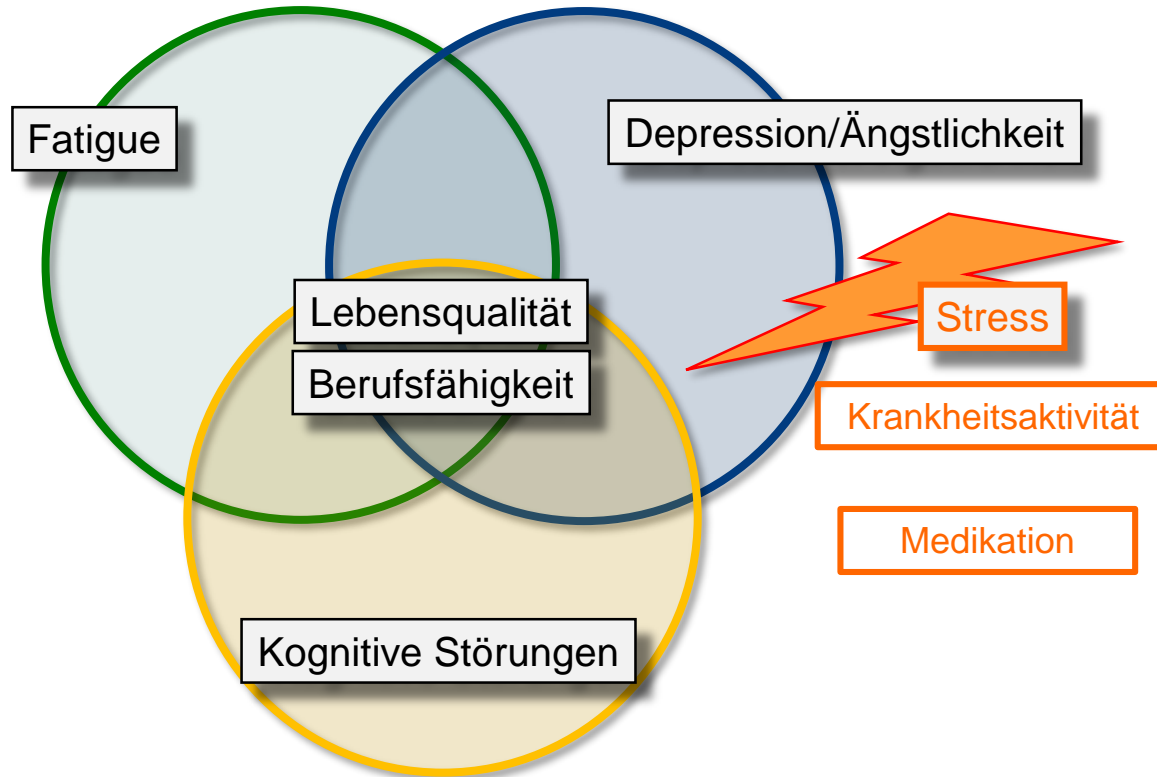 Fatigue
Depression/Ängstlichkeit
Lebensqualität
Stress
Berufsfähigkeit
Krankheitsaktivität
Medikation
Kognitive Störungen